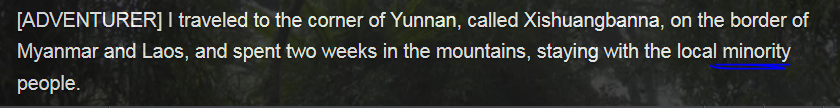 [ADVENTURER] I traveled to the corner of Yunnan, called Xishuangbanna, on the border of
Myanmar and Laos, and spent two weeks in the mountains, staying with the local minority
people.